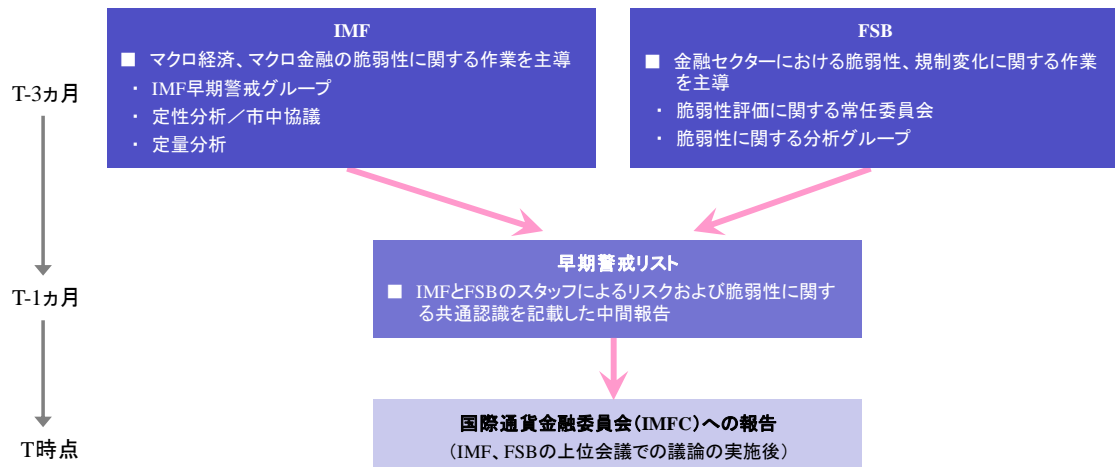 IMF
■ マクロ経済、マクロ金融の脆弱性に関する作業を主導
・ IMF早期警戒グループ
・ 定性分析／市中協議
・ 定量分析
FSB
■ 金融セクターにおける脆弱性、規制変化に関する作業
を主導
・ 脆弱性評価に関する常任委員会
・ 脆弱性に関する分析グループ
T-3ヵ月
早期警戒リスト
■ IMFとFSBのスタッフによるリスクおよび脆弱性に関す
る共通認識を記載した中間報告
T-1ヵ月
国際通貨金融委員会（IMFC）への報告
（IMF、FSBの上位会議での議論の実施後）
T時点